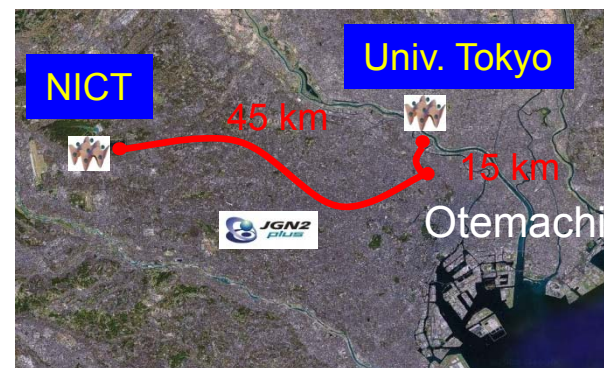 Univ. Tokyo
NICT
45 km
15 km
JGN2
plus
Otemachi